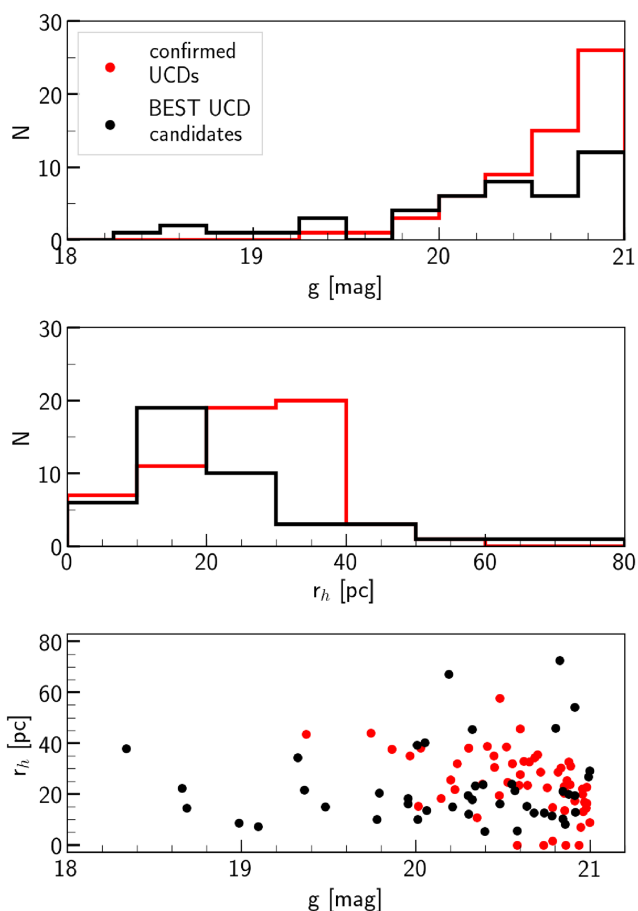 30
20
10
0
N
confirmed
UCDs
BEST UCD
candidates
18 19 20 21
g [mag]
30
20
10
0
N
0 20 40 60 80
r_h [pc]
80
60
40
20
0
r_h [pc]
18 19 20 21
g [mag]